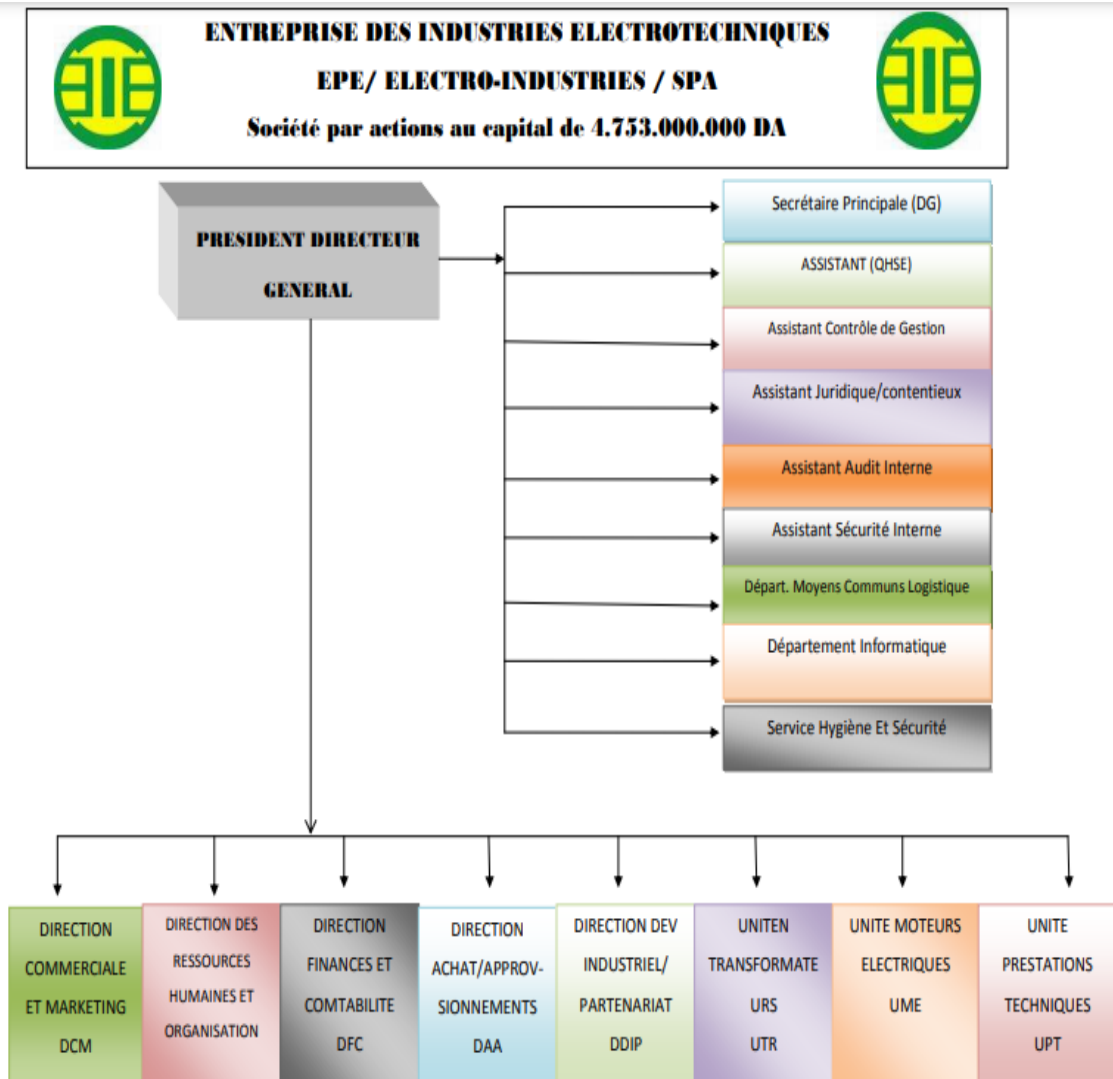 ENTREPRISE DES INDUSTRIES ELECTROTECHNIQUES
EPE/ ELECTRO-INDUSTRIES / SPA
Société par actions au capital de 4.753.000.000 DA
PRESIDENT DIRECTEUR
GENERAL
Secrétaire Principale (DG)
ASSISTANT (QHSE)
Assistant Contrôle de Gestion
Assistant Juridique/contentieux
Assistant Audit Interne
Assistant Sécurité Interne
Départ. Moyens Communs Logistique
Département Informatique
Service Hygiène Et Sécurité
DIRECTION
COMMERCIALE
ET MARKETING
DCM
DIRECTION DES
RESSOURCES
HUMAINES ET
ORGANISATION
DIRECTION
FINANCES ET
COMTABILITE
DFC
DIRECTION
ACHAT/APPROV-
SIONNEMENTS
DAA
DIRECTION DEV
INDUSTRIEL/
PARTENARIAT
DDIP
UNITEN
TRANSFORMATE
URS
UTR
UNITE MOTEURS
ELECTRIQUES
UME
UNITE
PRESTATIONS
TECHNIQUES
UPT